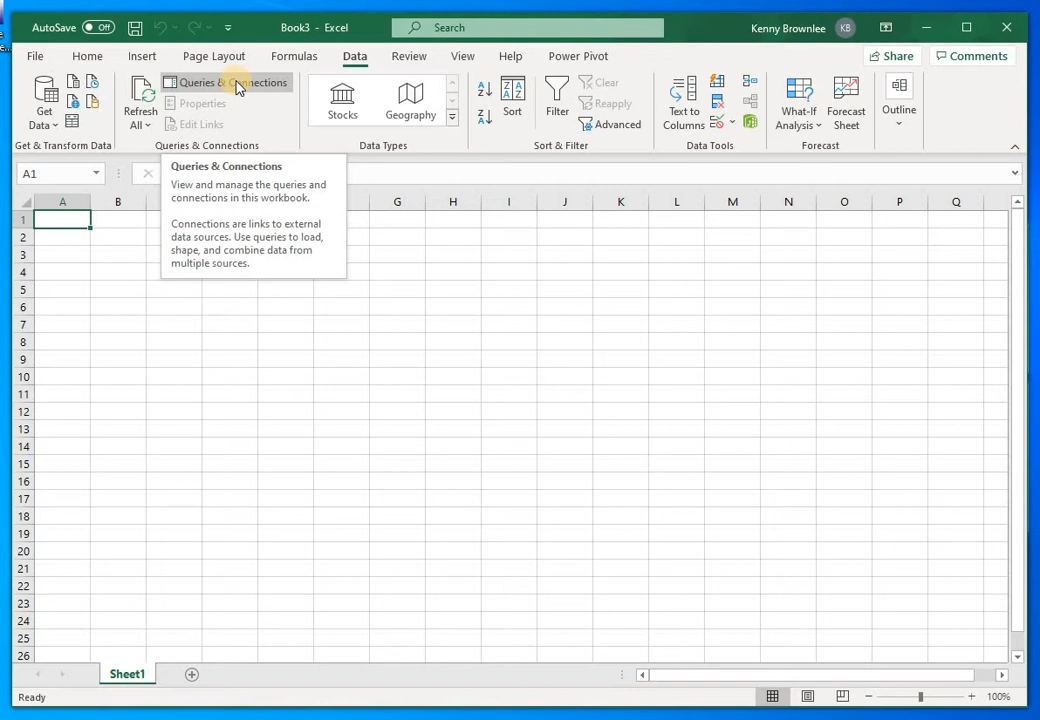 AutoSave Off Book3 - Excel Search Kenny Brownlee KB
File Home Insert Page Layout Formulas Data Review View Help Power Pivot Share Comments
Get Data
Get & Transform Data
Refresh All
Queries & Connections
Properties
Edit Links
Queries & Connections
Stocks Geography
Data Types
Sort
Filter
Clear
Reapply
Advanced
Sort & Filter
Text to Columns
Data Tools
What-If Analysis
Forecast Sheet
Forecast
Outline
A1
Queries & Connections
View and manage the queries and
connections in this workbook.
Connections are links to external
data sources. Use queries to load,
shape, and combine data from
multiple sources.
A B G H I J K L M N O P Q
1
2
3
4
5
6
7
8
9
10
11
12
13
14
15
16
17
18
19
20
21
22
23
24
25
26
Sheet1
Ready 100%